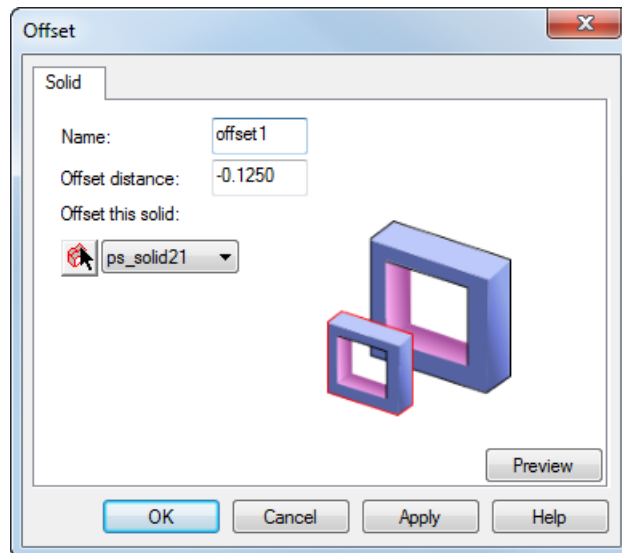 Offset
Solid
Name: offset1
Offset distance: -0.1250
Offset this solid:
ps_solid21
Preview
OK Cancel Apply Help